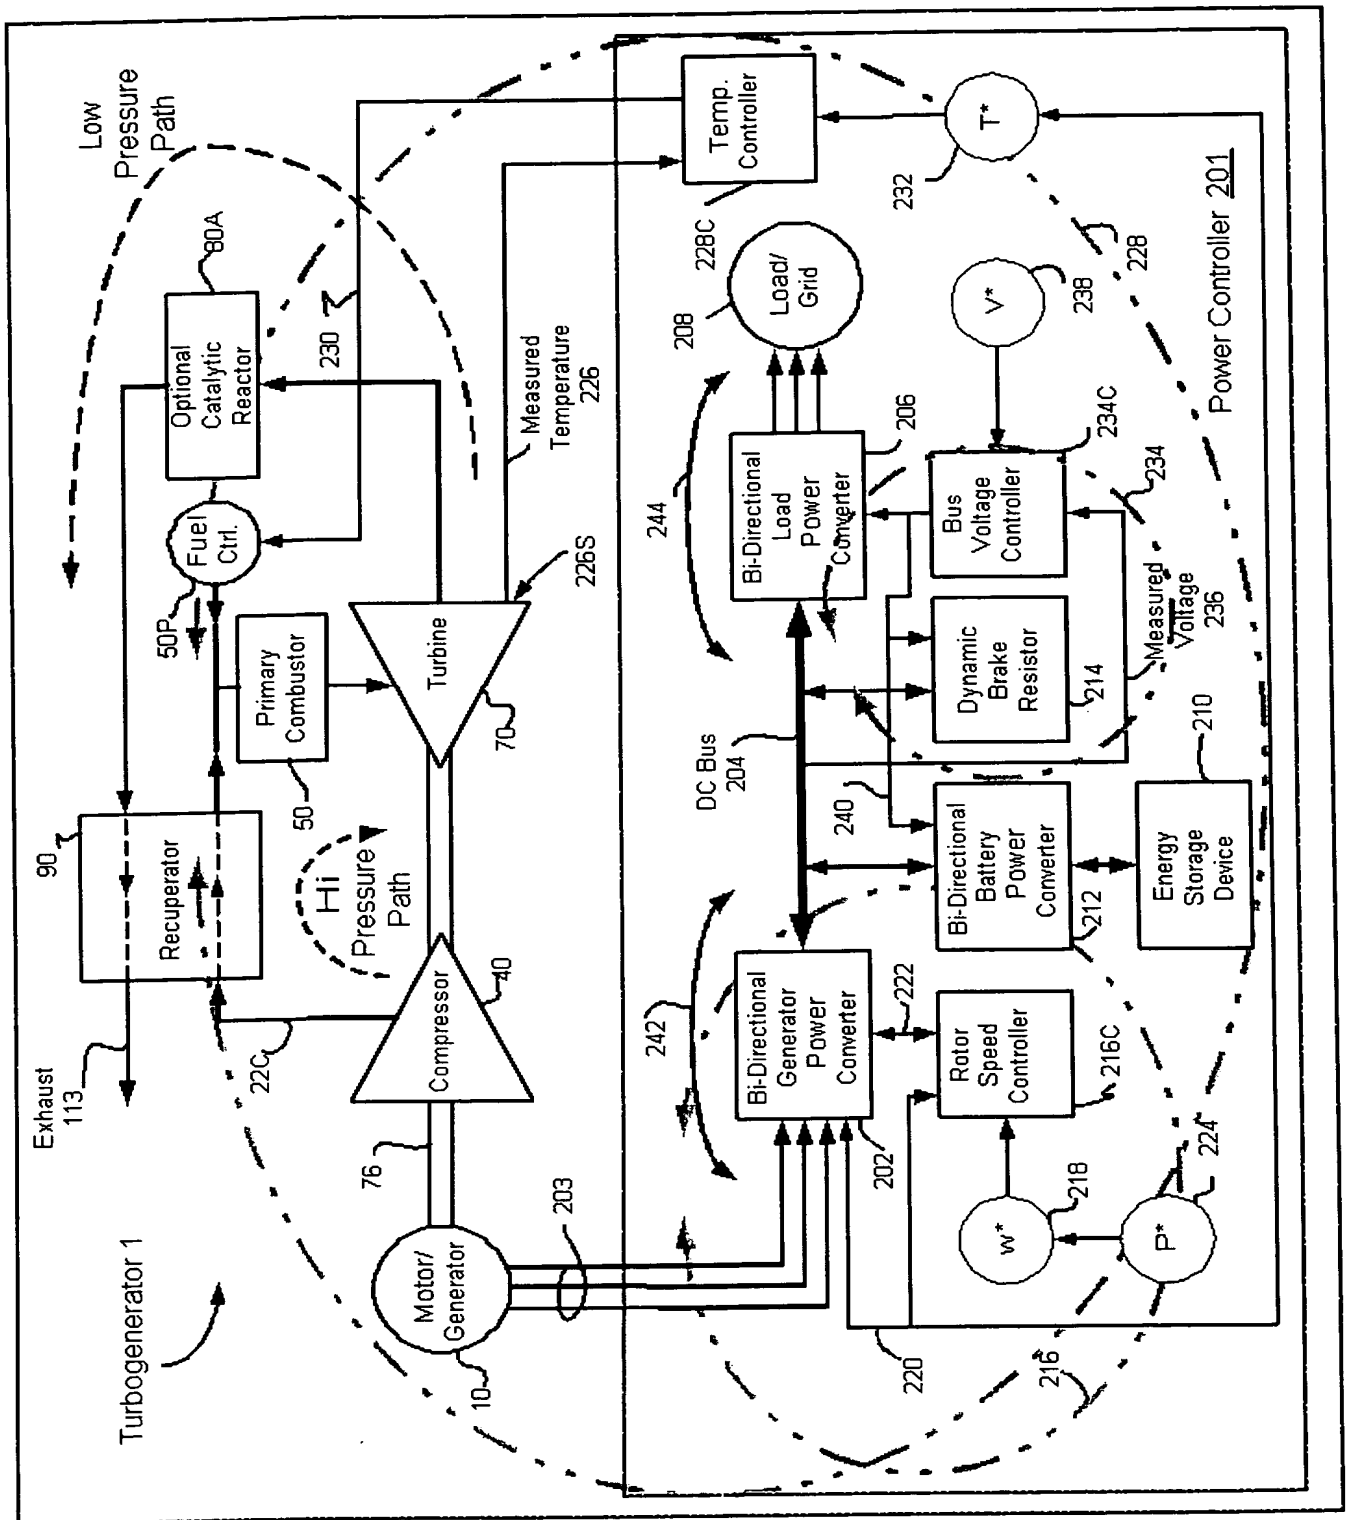 Turbogenerator 1
Exhaust
113
90
Recuperator
22C
Low
Pressure
Path
Optional
Catalytic
Reactor
80A
Fuel
Ctrl.
50P
Primary
Combustor
50
Hi
Pressure
Path
230
Measured
Temperature
226
226S
Turbine
70
Compressor
40
76
Motor/
Generator
10
203
Temp.
Controller
228C
T*
232
228
Power Controller 201
Load/
Grid
208
244
Bi-Directional
Load
Power
Converter
206
V*
238
Bus
Voltage
Controller
234C
234
Measured
Voltage
236
Dynamic
Brake
Resistor
214
DC Bus
204
240
Bi-Directional
Battery
Power
Converter
212
Energy
Storage
Device
210
242
Bi-Directional
Generator
Power
Converter
202
222
Rotor
Speed
Controller
216C
w*
218
P*
224
220
216